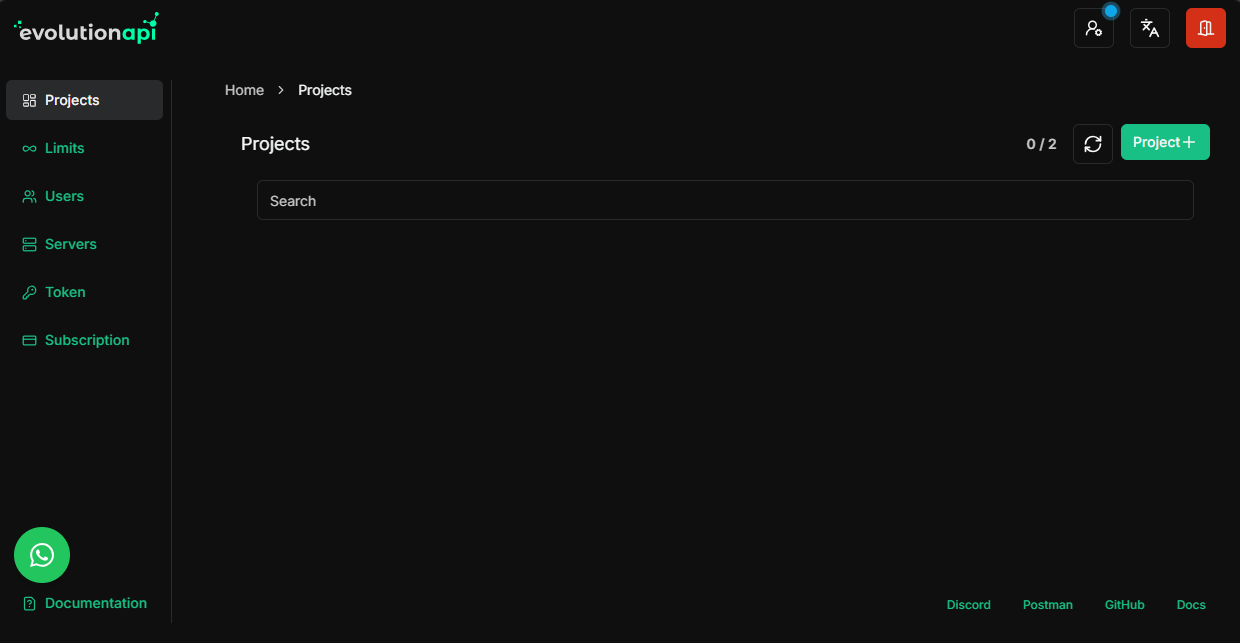 evolutionapi
Home > Projects
Projects
Limits
Users
Servers
Token
Subscription
Documentation
Projects
0 / 2
Project+
Search
Discord Postman GitHub Docs